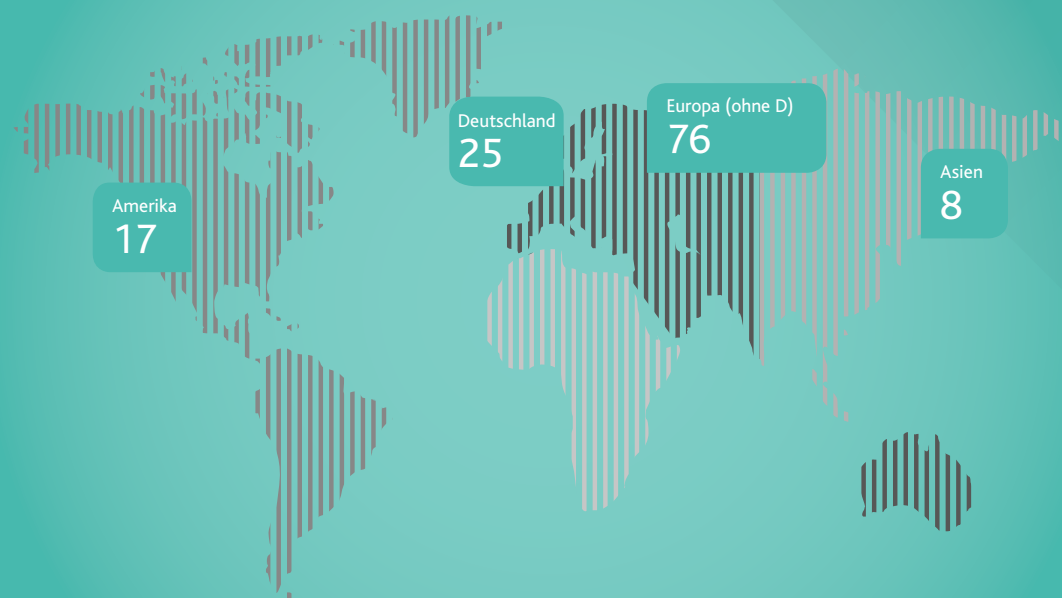 Deutschland
25
Europa (ohne D)
76
Asien
8
Amerika
17